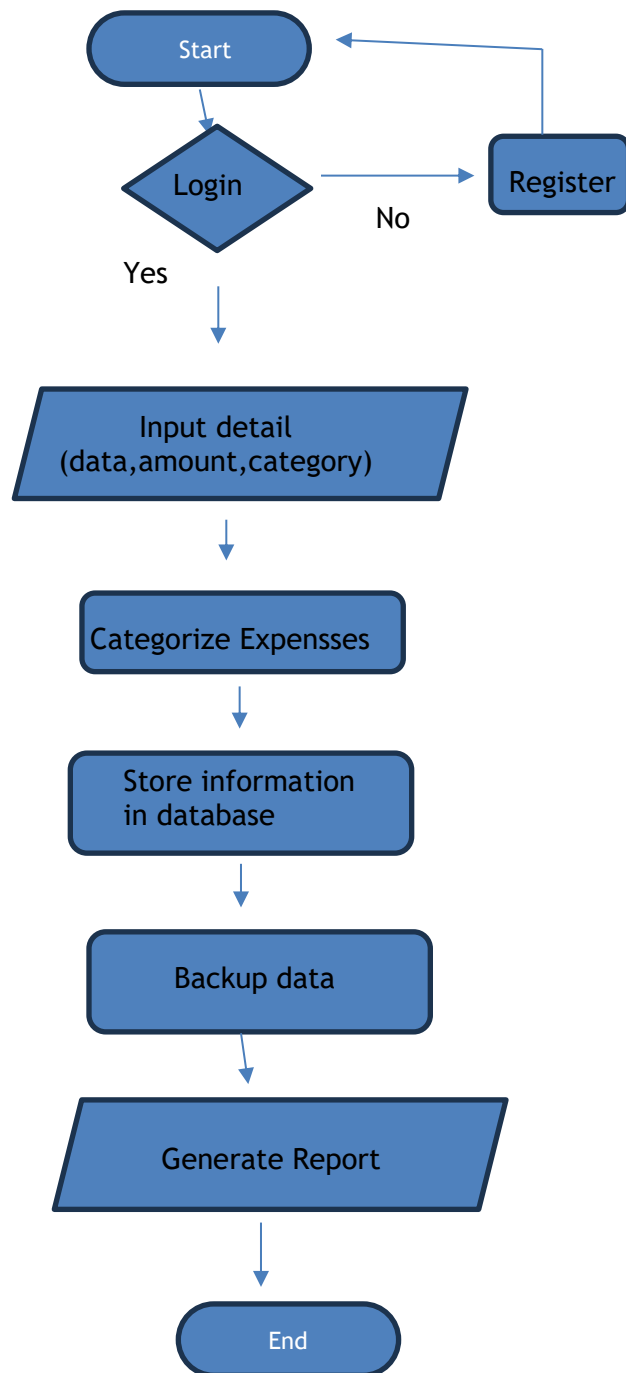 Start
Login
Register
No
Yes
Input detail
(data,amount,category)
Categorize Expensses
Store information
in database
Backup data
Generate Report
End